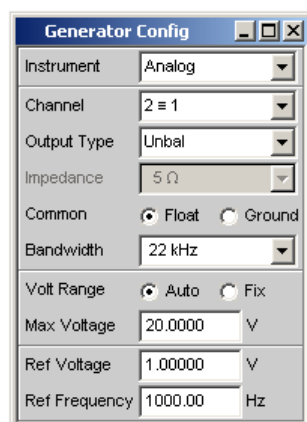 Generator Config
Instrument Analog
Channel 2 ≡ 1
Output Type Unbal
Impedance 5 Ω
Common Float Ground
Bandwidth 22 kHz
Volt Range Auto Fix
Max Voltage 20.0000 V
Ref Voltage 1.00000 V
Ref Frequency 1000.00 Hz